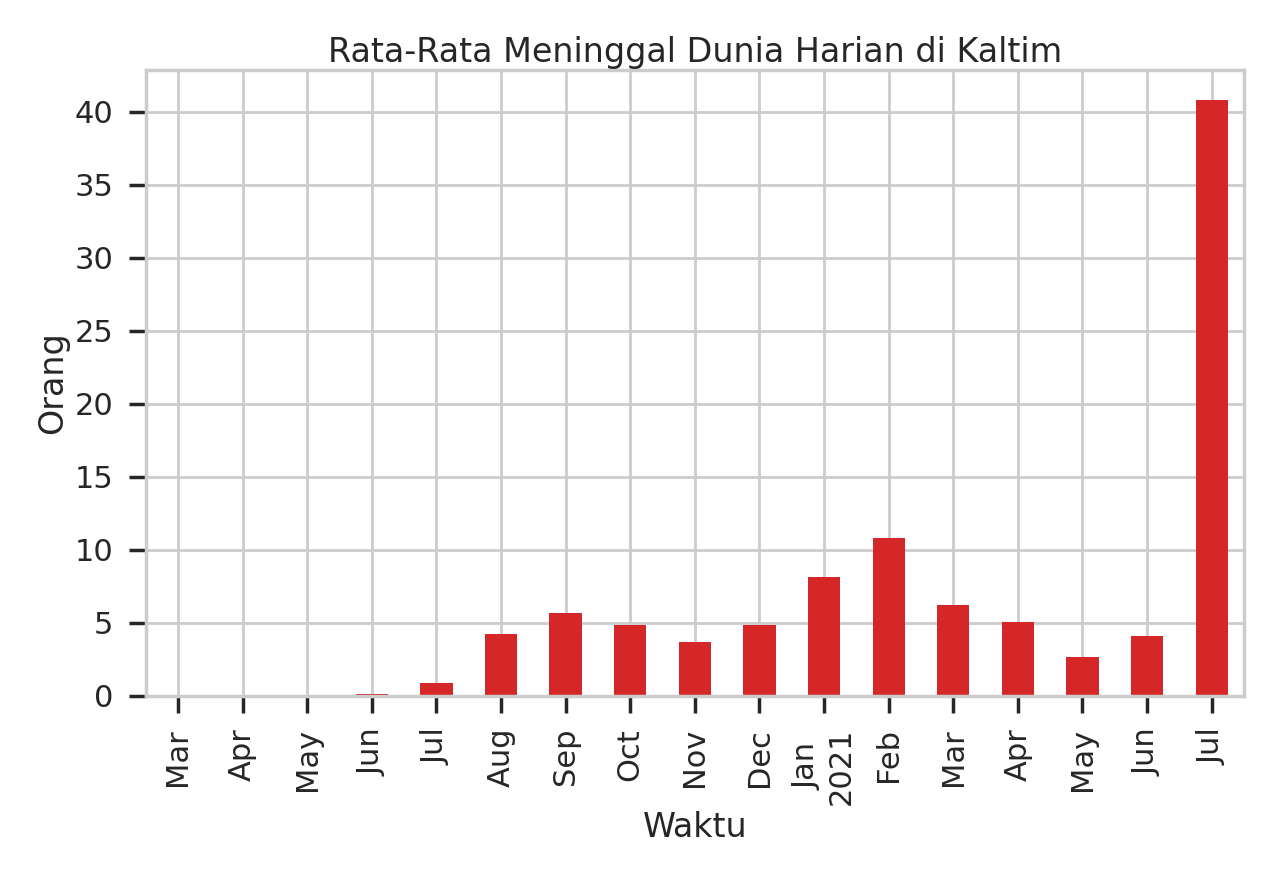 Rata-Rata Meninggal Dunia Harian di Kaltim
Orang
40
35
30
25
20
15
10
5
0
Mar
Apr
May
Jun
Jul
Aug
Sep
Oct
Nov
Dec
Jan
2021
Feb
Mar
Apr
May
Jun
Jul
Waktu